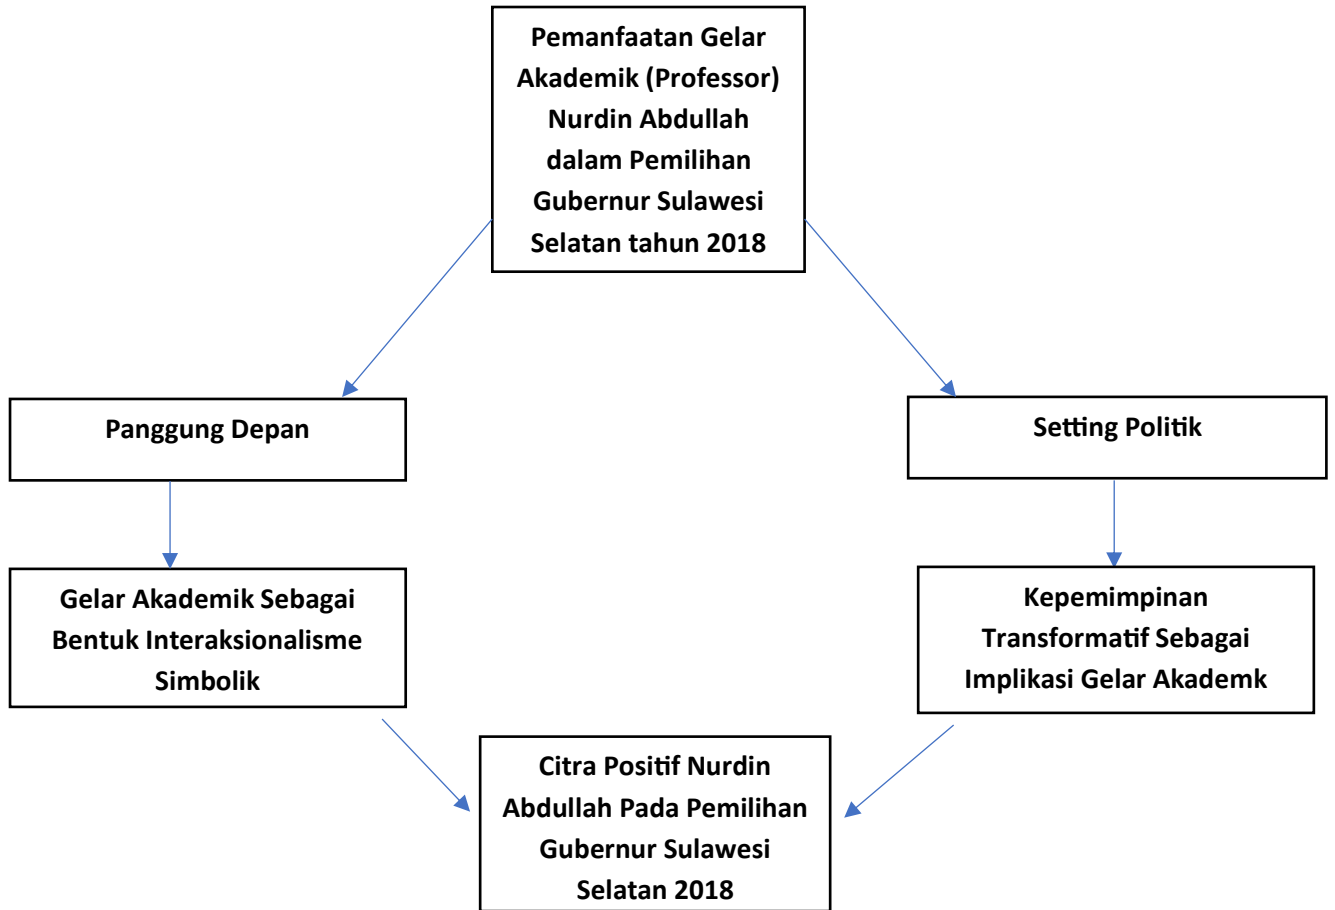 Pemanfaatan Gelar
Akademik (Professor)
Nurdin Abdullah
dalam Pemilihan
Gubernur Sulawesi
Selatan tahun 2018
Panggung Depan
Setting Politik
Gelar Akademik Sebagai
Bentuk Interaksionalisme
Simbolik
Kepemimpinan
Transformatif Sebagai
Implikasi Gelar Akademk
Citra Positif Nurdin
Abdullah Pada Pemilihan
Gubernur Sulawesi
Selatan 2018